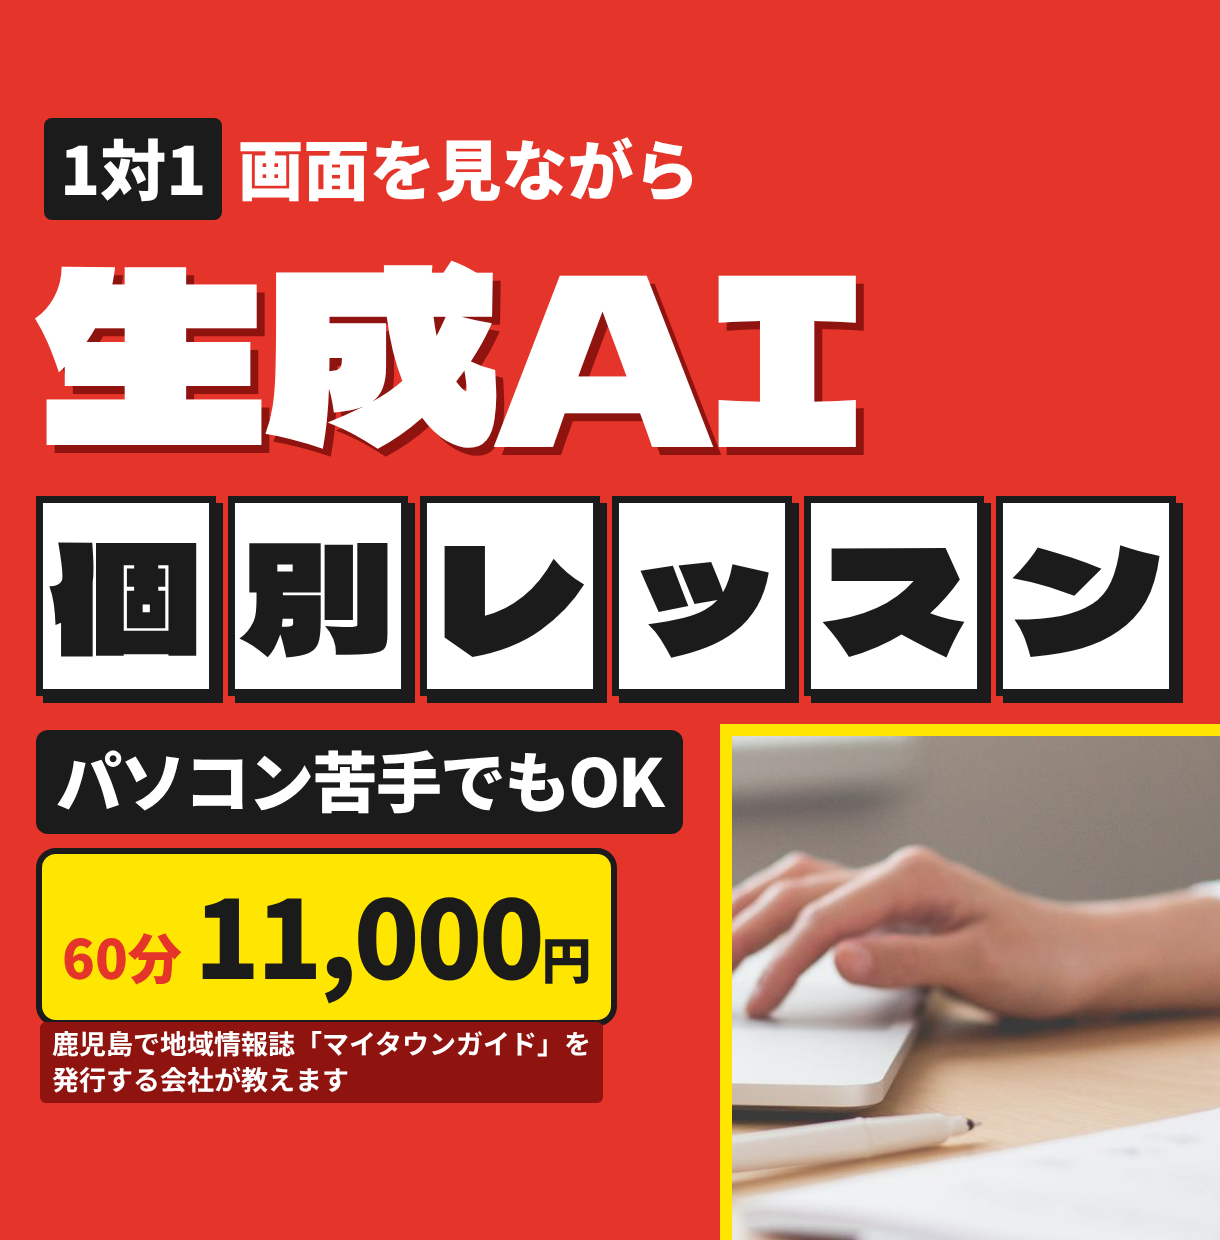 1対1 画面を見ながら
生成AI
個別レッスン
パソコン苦手でもOK
60分 11,000円
鹿児島で地域情報誌「マイタウンガイド」を
発行する会社が教えます